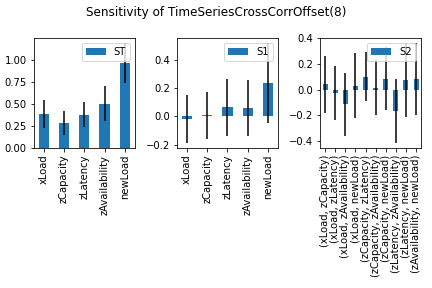 Sensitivity of TimeSeriesCrossCorrOffset(8)
ST
1.00
0.75
0.50
0.25
0.00
xLoad
zCapacity
zLatency
zAvailability
newLoad
S1
0.4
0.2
0.0
−0.2
xLoad
zCapacity
zLatency
zAvailability
newLoad
S2
0.4
0.2
0.0
−0.2
−0.4
(xLoad, zCapacity)
(xLoad, zLatency)
(xLoad, zAvailability)
(xLoad, newLoad)
(zCapacity, zLatency)
(zCapacity, zAvailability)
(zCapacity, newLoad)
(zLatency, zAvailability)
(zLatency, newLoad)
(zAvailability, newLoad)